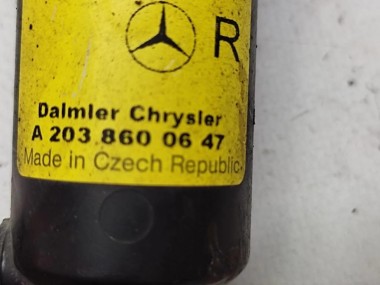 R
Daimler Chrysler
A 203 860 06 47
Made in Czech Republic